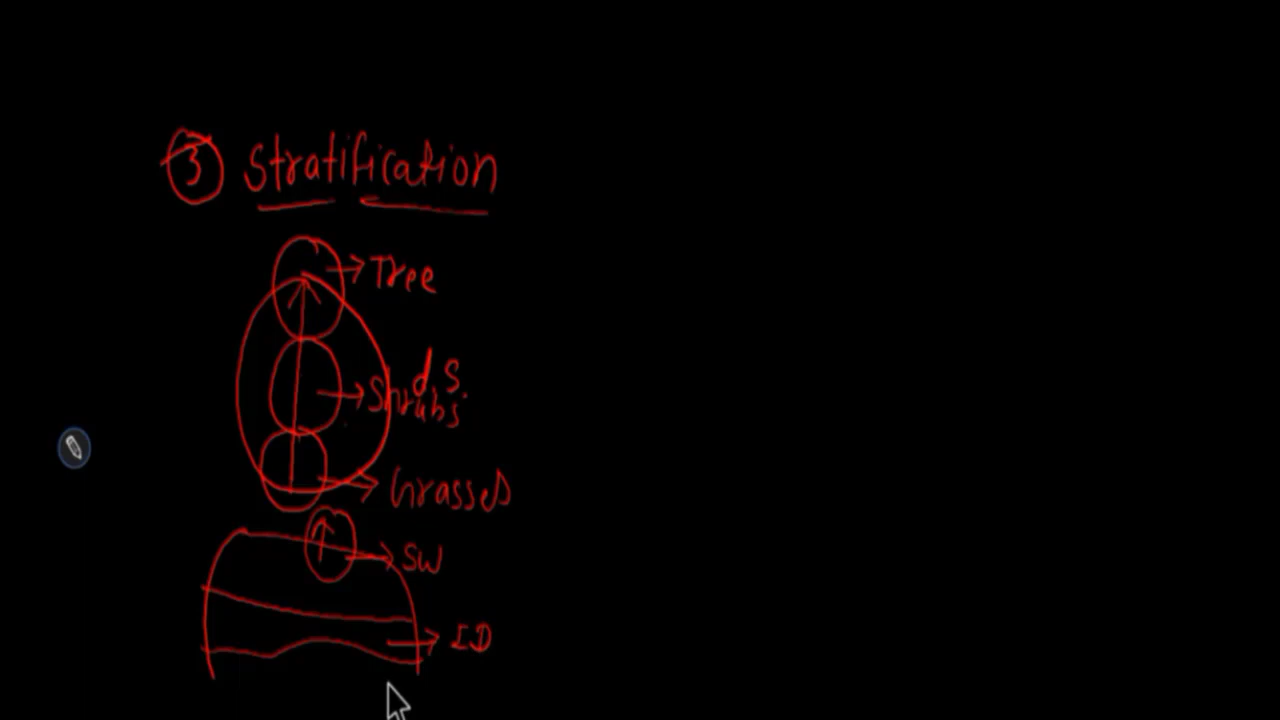 3 Stratification
Tree
d.s.
Shrubs
Grasses
SW
ID